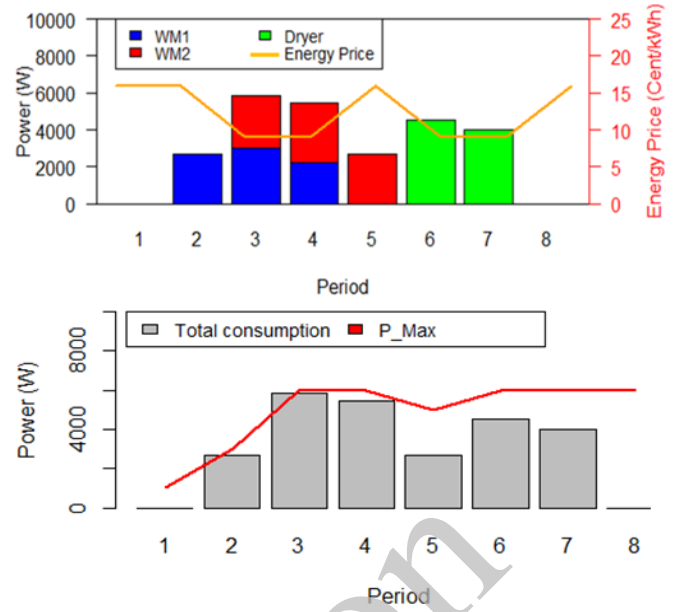 10000
8000
6000
4000
2000
0
Power (W)
WM1
WM2
Dryer
Energy Price
25
20
15
10
5
0
Energy Price (Cent/kWh)
1 2 3 4 5 6 7 8
Period
Total consumption P_Max
8000
4000
0
Power (W)
1 2 3 4 5 6 7 8
Period